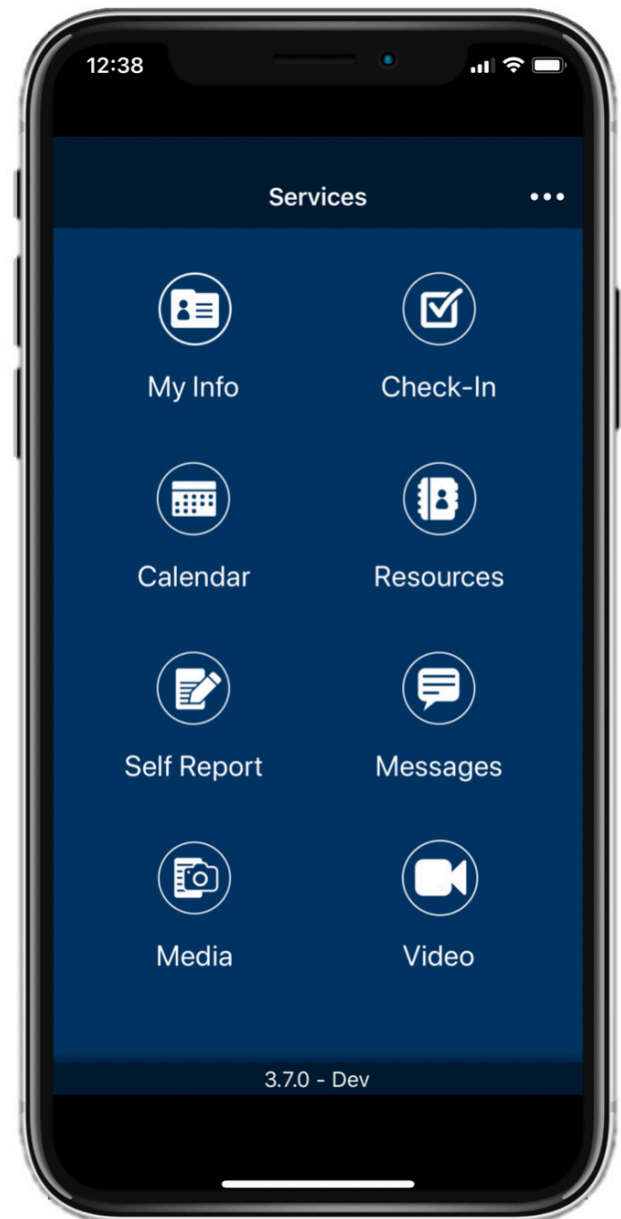 12:38
Services
My Info
Check-In
Calendar
Resources
Self Report
Messages
Media
Video
3.7.0 - Dev